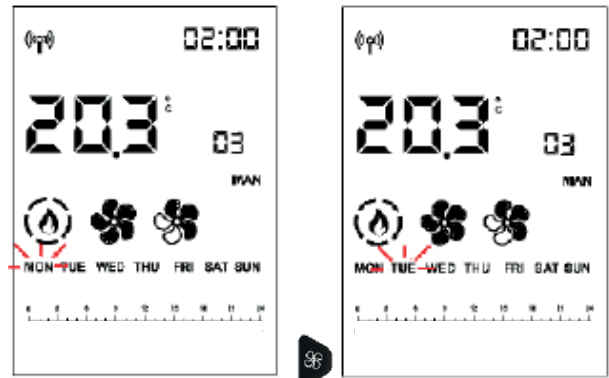 02:00
20.3 °C
03
MAN
MON TUE WED THU FRI SAT SUN
02:00
20.3 °C
03
MAN
MON TUE WED THU FRI SAT SUN